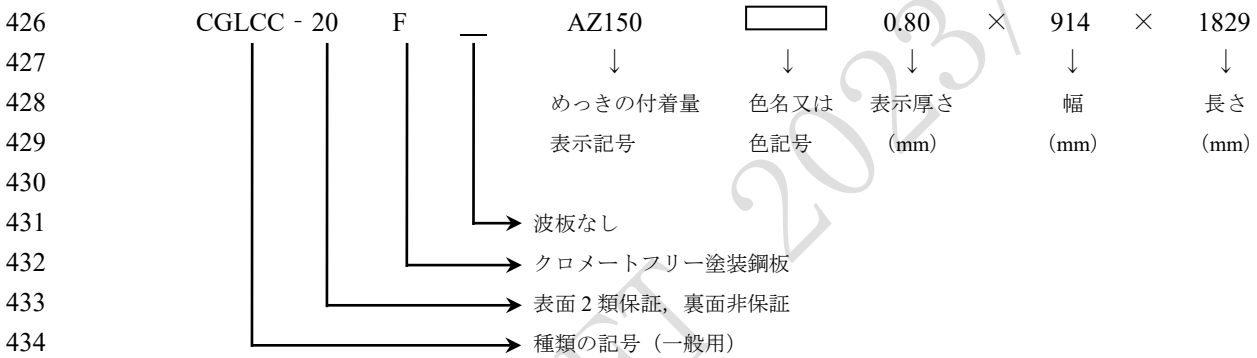 426 CGLCC - 20 F _ AZ150 0.80 × 914 × 1829
427 ↓ ↓ ↓ ↓ ↓
428 めっきの付着量 色名又は 表示厚さ 幅 長さ
429 表示記号 色記号 (mm) (mm) (mm)
430
431 波板なし
432 クロメートフリー塗装鋼板
433 表面2類保証，裏面非保証
434 種類の記号（一般用）